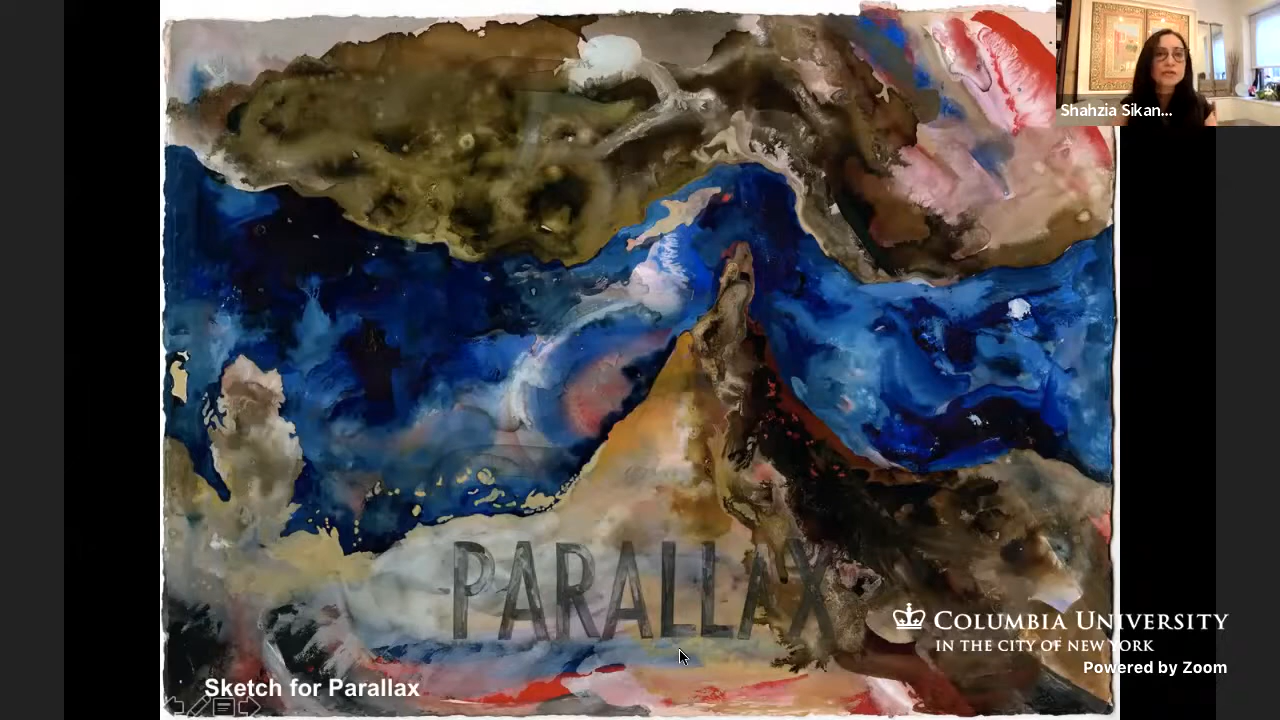 Shahzia Sikan...
PARALLAX
COLUMBIA UNIVERSITY
IN THE CITY OF NEW YORK
Powered by Zoom
Sketch for Parallax